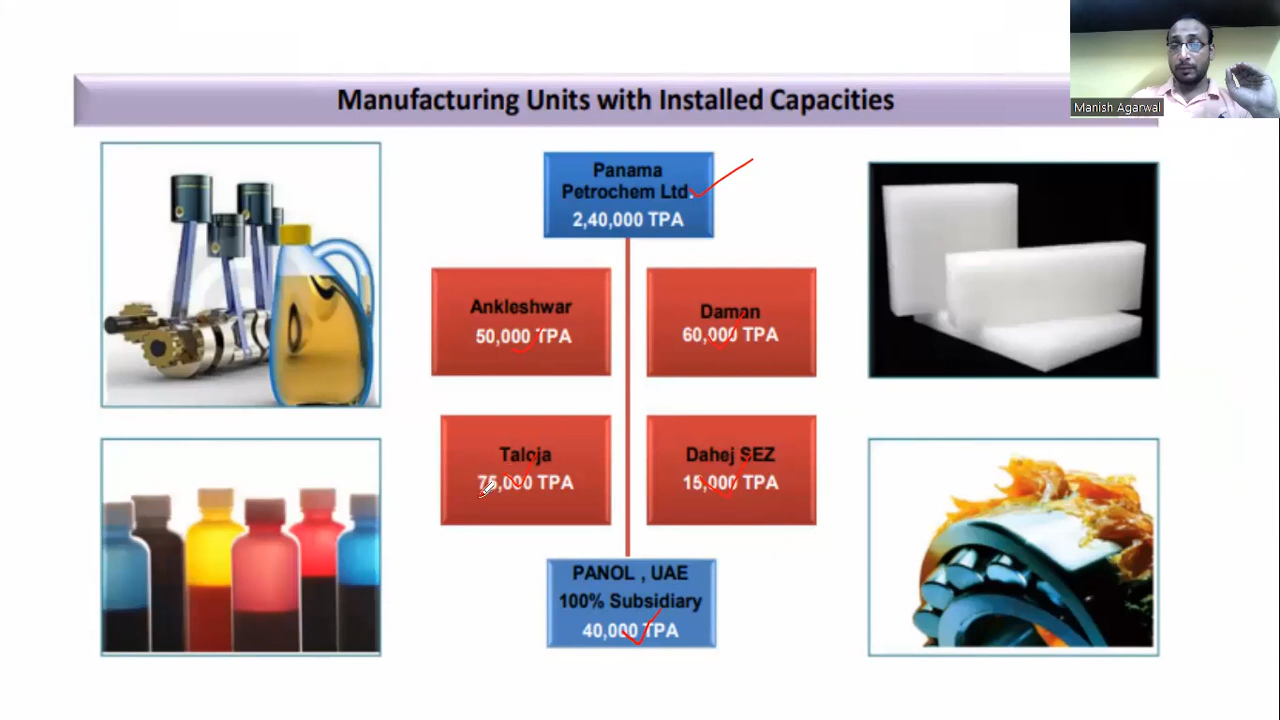 Manufacturing Units with Installed Capacities
Manish Agarwal
Panama
Petrochem Ltd.
2,40,000 TPA
Ankleshwar
50,000 TPA
Daman
60,000 TPA
Taloja
75,000 TPA
Dahej SEZ
15,000 TPA
PANOL , UAE
100% Subsidiary
40,000 TPA